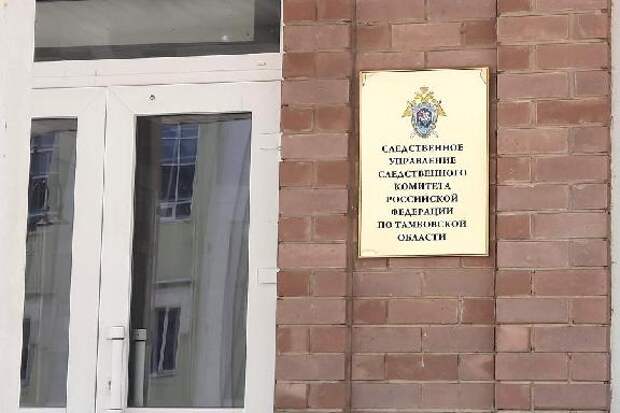 СЛЕДСТВЕННОЕ
УПРАВЛЕНИЕ
СЛЕДСТВЕННОГО
КОМИТЕТА
РОССИЙСКОЙ
ФЕДЕРАЦИИ
ПО ТАМБОВСКОЙ
ОБЛАСТИ